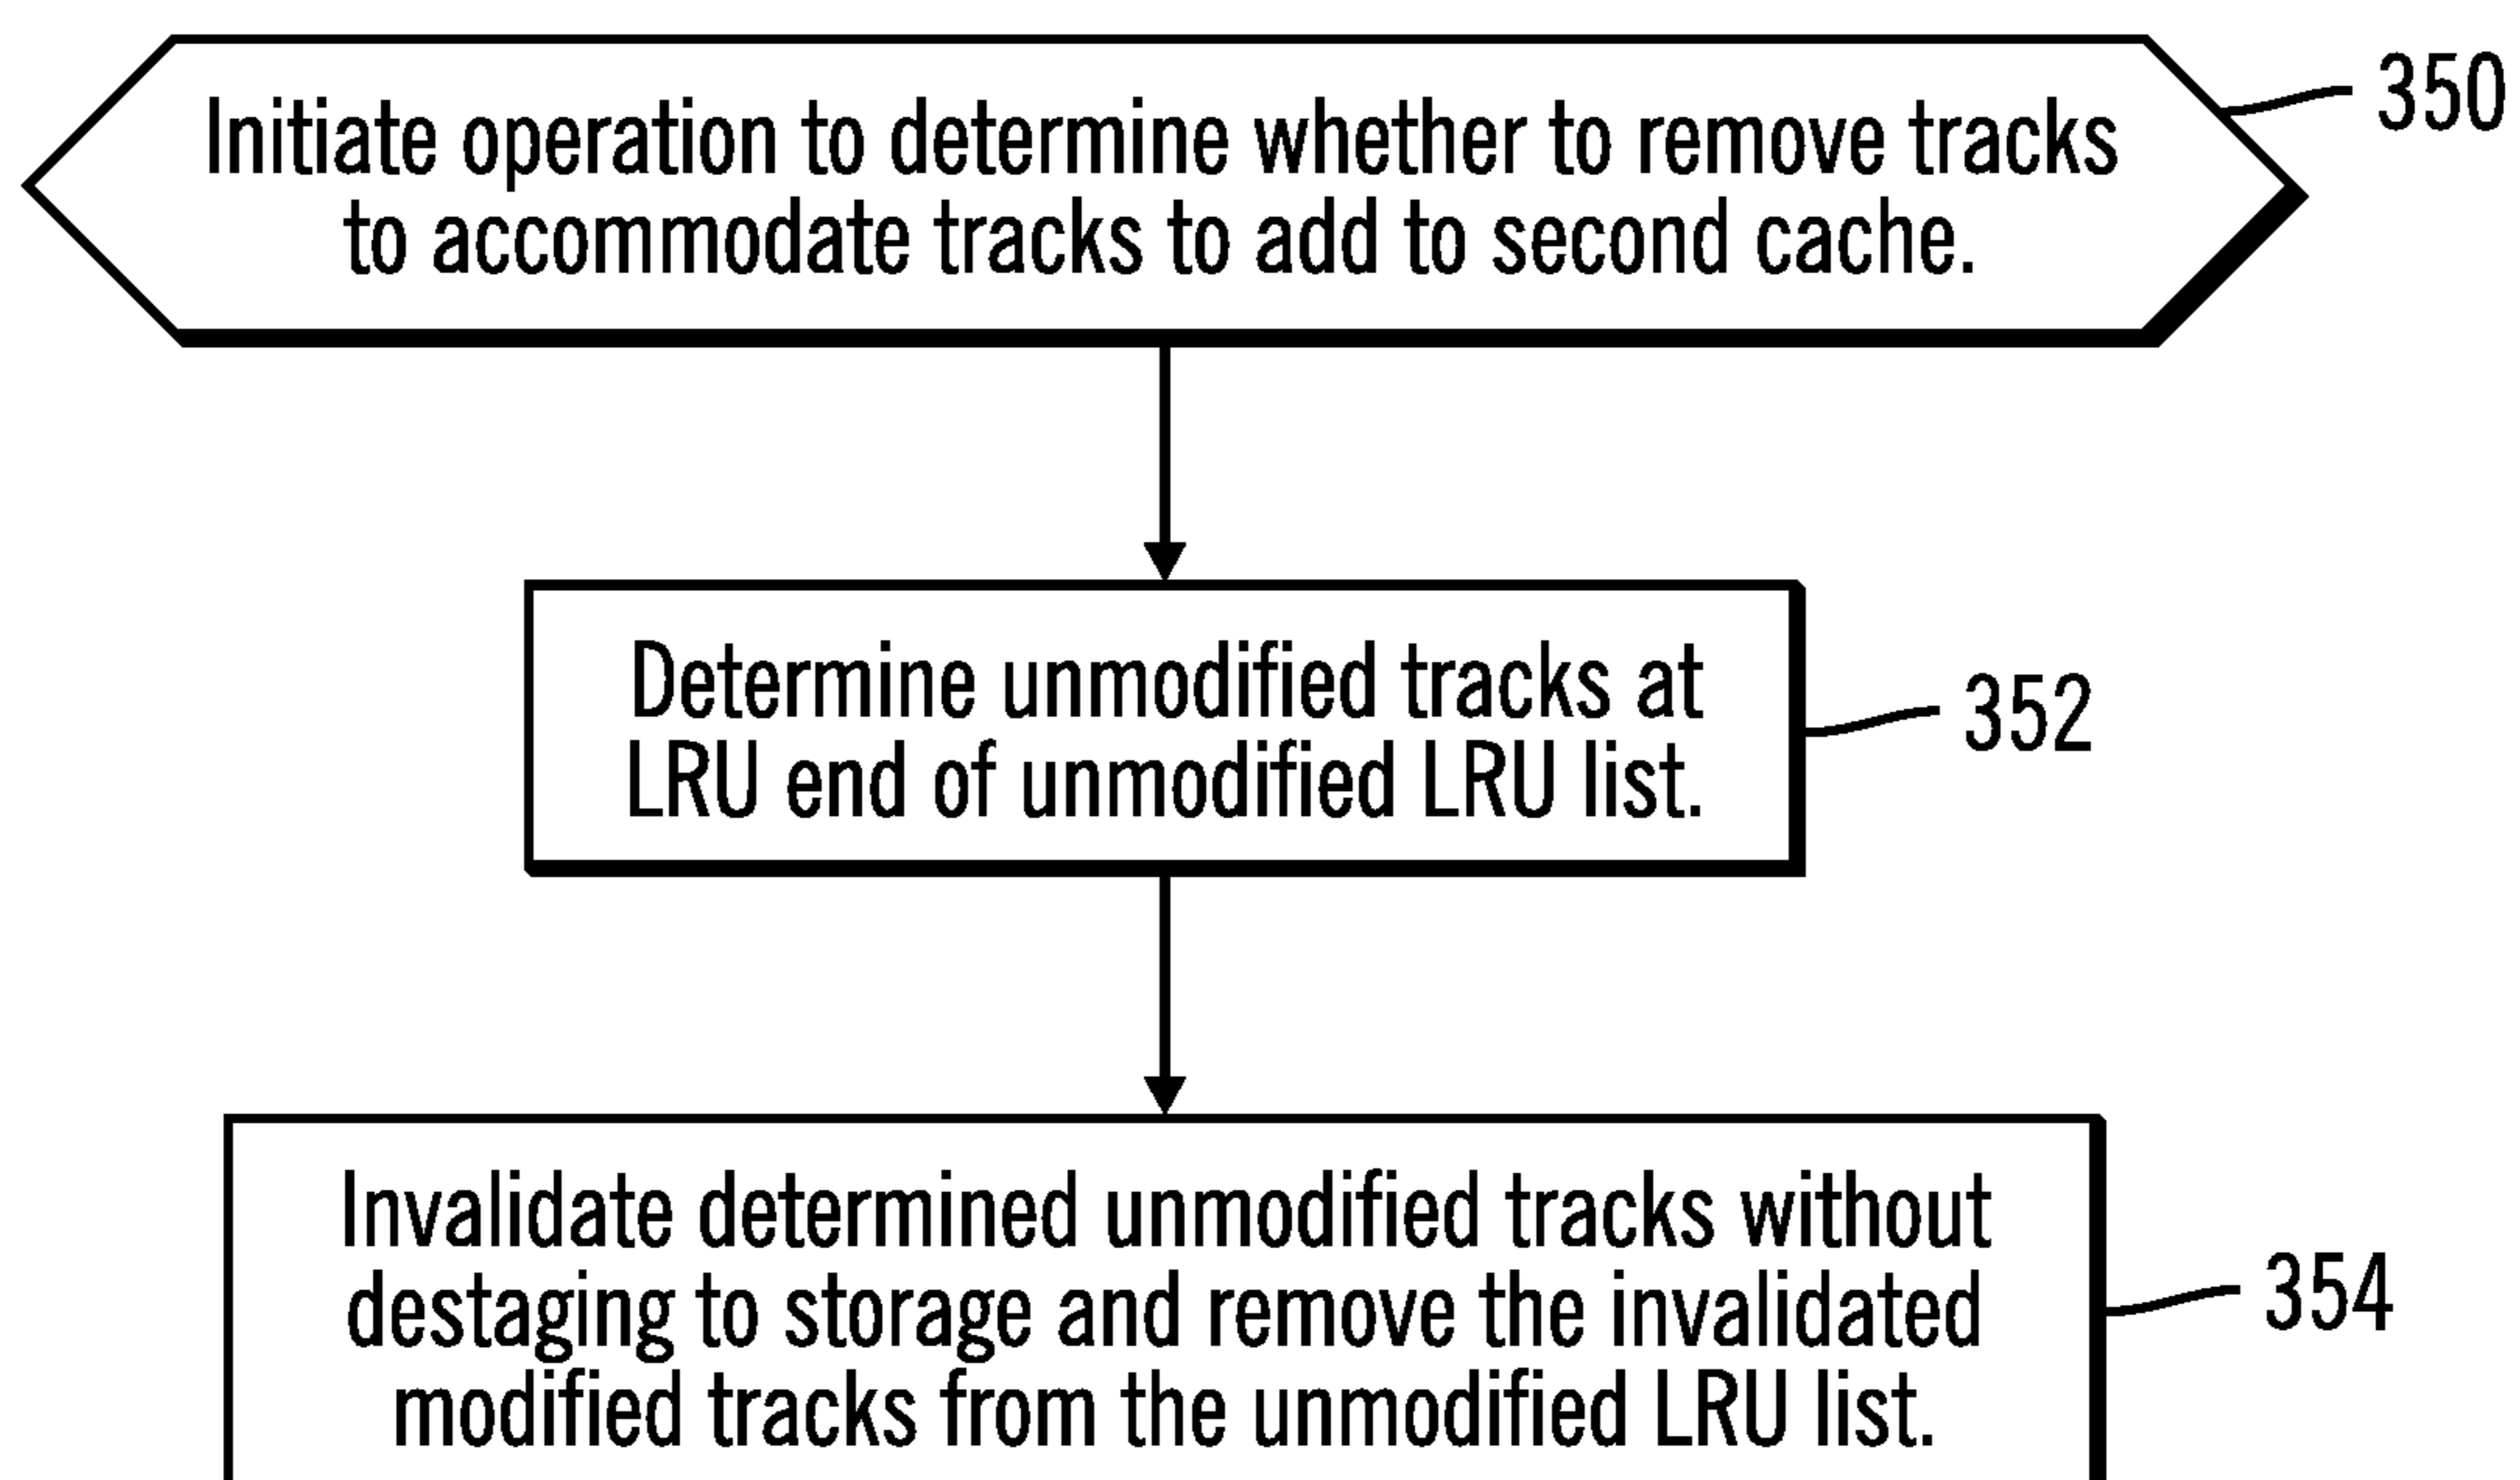 Initiate operation to determine whether to remove tracks
to accommodate tracks to add to second cache.
350
Determine unmodified tracks at
LRU end of unmodified LRU list.
352
Invalidate determined unmodified tracks without
destaging to storage and remove the invalidated
modified tracks from the unmodified LRU list.
354